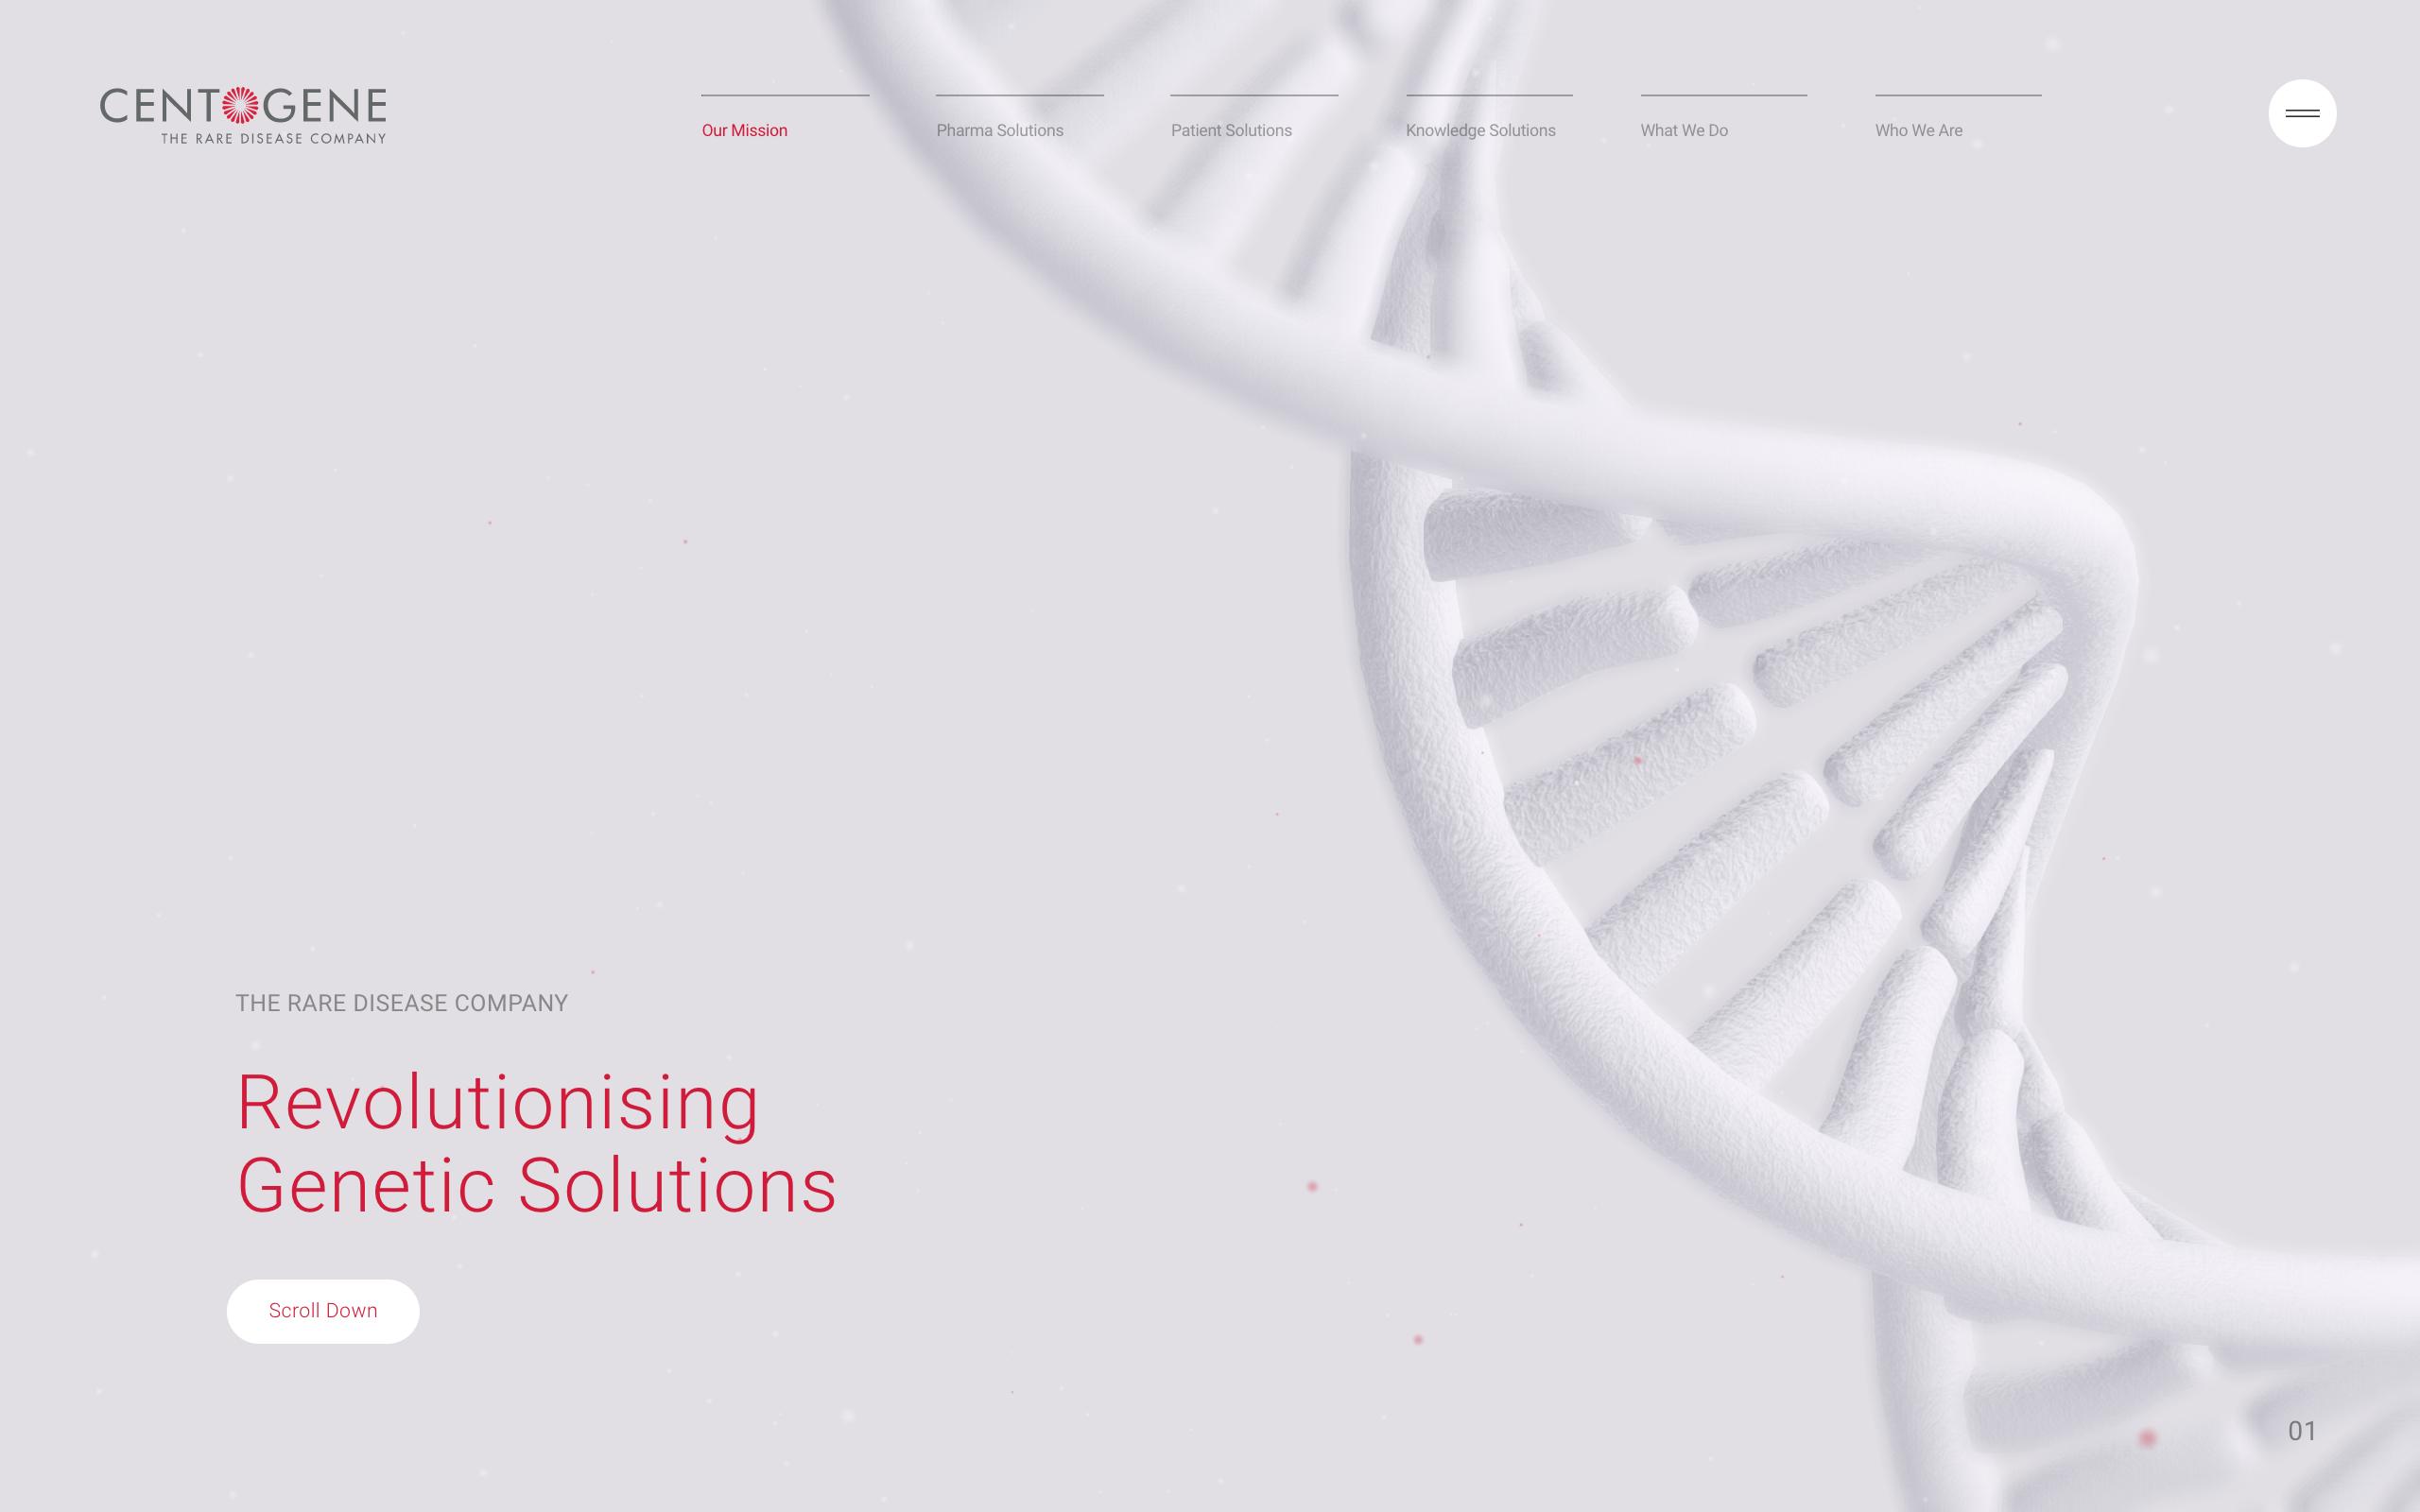 CENTOGENE
THE RARE DISEASE COMPANY
Our Mission
Pharma Solutions
Patient Solutions
Knowledge Solutions
What We Do
Who We Are
THE RARE DISEASE COMPANY
Revolutionising
Genetic Solutions
Scroll Down
01